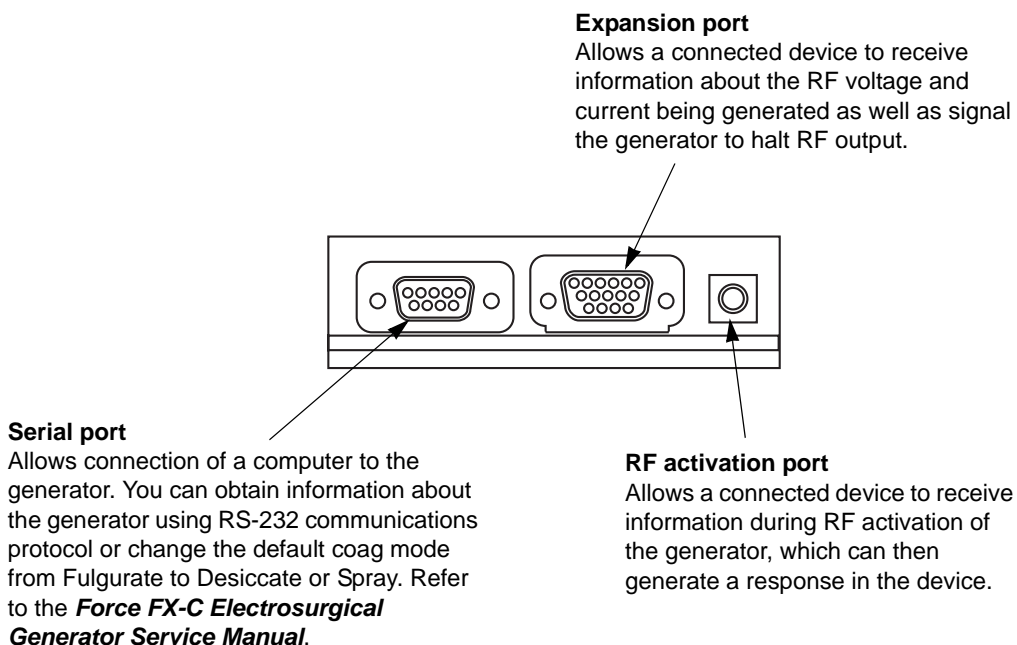 Expansion port
Allows a connected device to receive
information about the RF voltage and
current being generated as well as signal
the generator to halt RF output.
Serial port
Allows connection of a computer to the
generator. You can obtain information about
the generator using RS-232 communications
protocol or change the default coag mode
from Fulgurate to Desiccate or Spray. Refer
to the Force FX-C Electrosurgical
Generator Service Manual.
RF activation port
Allows a connected device to receive
information during RF activation of
the generator, which can then
generate a response in the device.